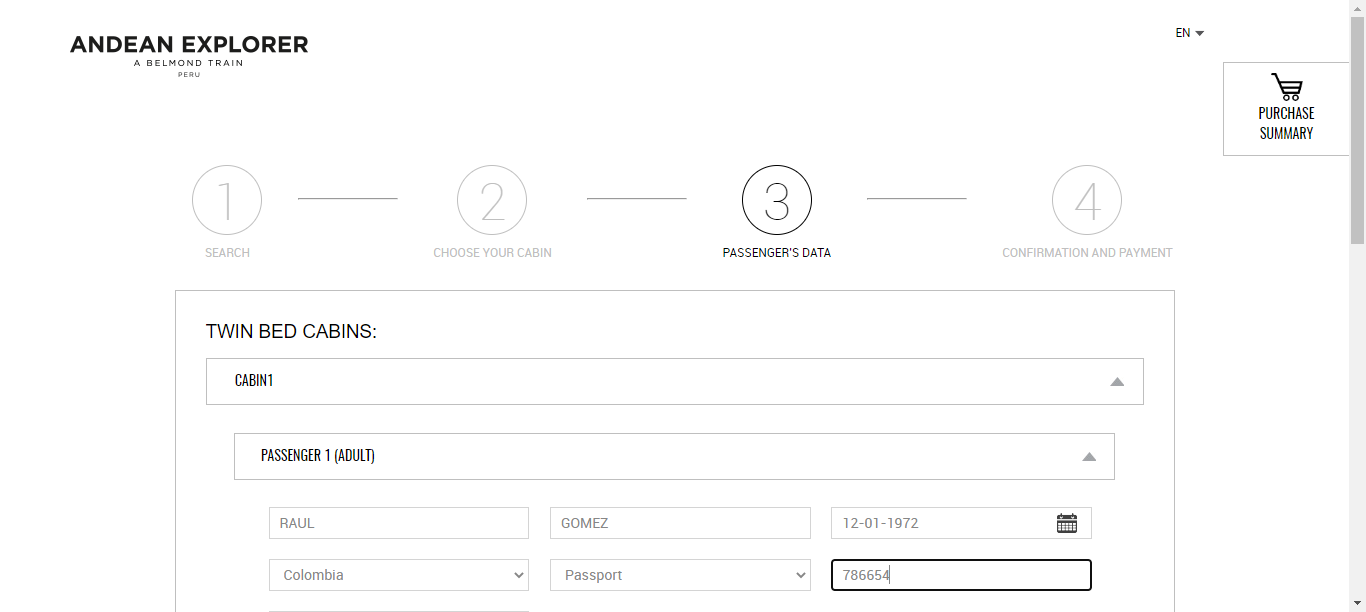 ANDEAN EXPLORER
A BELMOND TRAIN
PERU
EN
PURCHASE
SUMMARY
1
2
3
4
SEARCH
CHOOSE YOUR CABIN
PASSENGER'S DATA
CONFIRMATION AND PAYMENT
TWIN BED CABINS:
CABIN1
PASSENGER 1 (ADULT)
RAUL
GOMEZ
12-01-1972
Colombia
Passport
786654